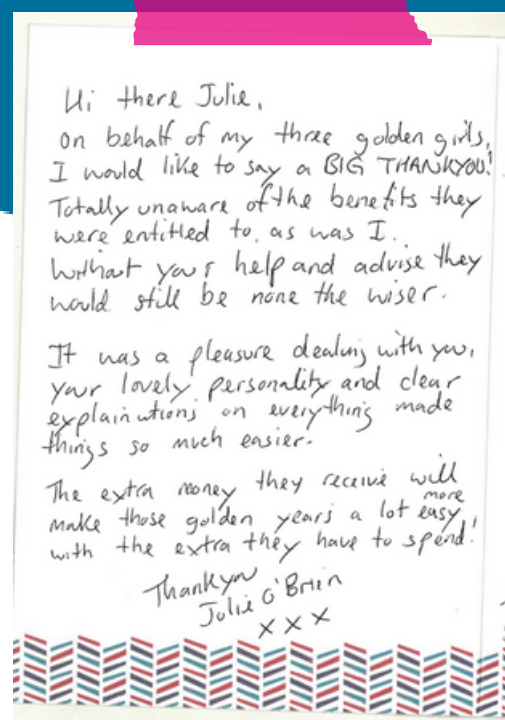 Hi there Julie,
on behalf of my three golden girls,
I would like to say a BIG THANKYOU!
Totally unaware of the benefits they
were entitled to, as was I.
Without your help and advise they
would still be none the wiser.
It was a pleasure dealing with you,
your lovely personality and clear
explainations on everything made
things so much easier.
The extra money they receive will
more
make those golden years a lot easy
with the extra they have to spend!
Thankyou
Julie O'Brien
x x x